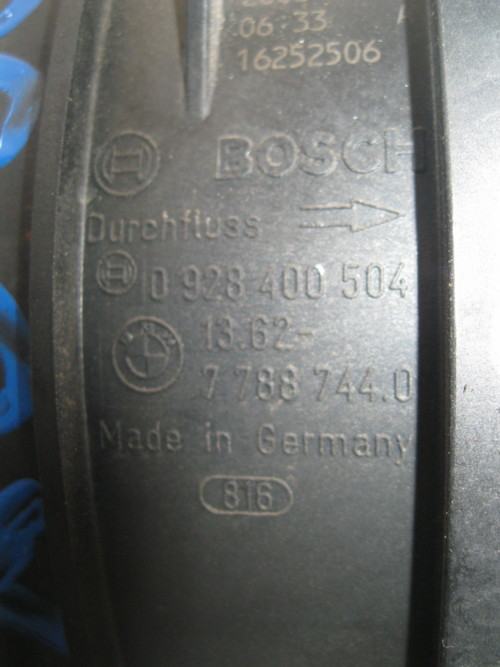 06:33
16252506
BOSCH
Durchfluss
0 928 400 504
13.62-
7 788 744.0
Made in Germany
816